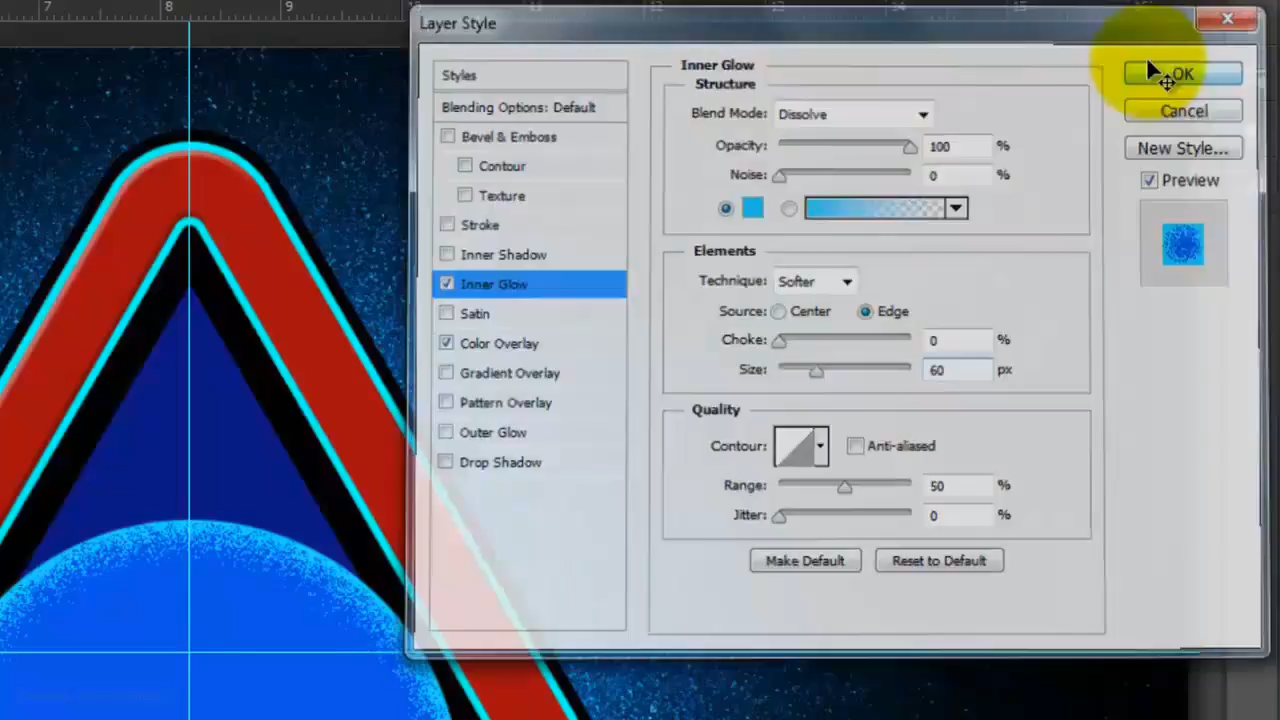 7 8 9
Layer Style
Styles
Blending Options: Default
Bevel & Emboss
Contour
Texture
Stroke
Inner Shadow
Inner Glow
Satin
Color Overlay
Gradient Overlay
Pattern Overlay
Outer Glow
Drop Shadow
Inner Glow
Structure
Blend Mode: Dissolve
Opacity: 100 %
Noise: 0 %
Elements
Technique: Softer
Source: Center Edge
Choke: 0 %
Size: 60 px
Quality
Contour: Anti-aliased
Range: 50 %
Jitter: 0 %
Make Default Reset to Default
OK
Cancel
New Style...
Preview